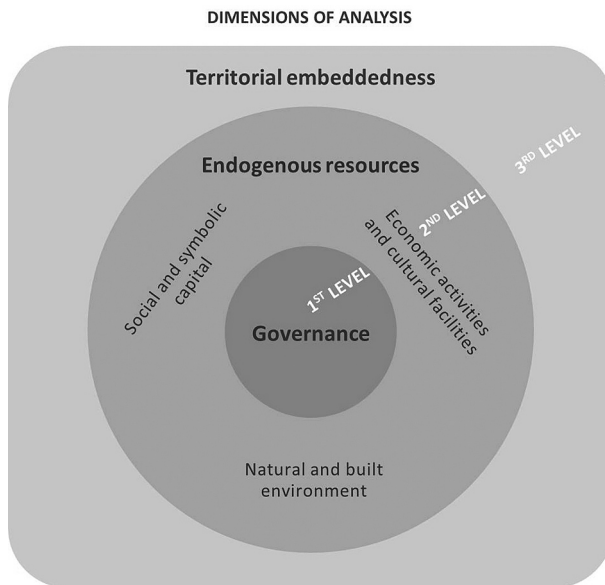 DIMENSIONS OF ANALYSIS
Territorial embeddedness
3RD LEVEL
Endogenous resources
2ND LEVEL
Social and symbolic
capital
Economic activities
and cultural facilities
1ST LEVEL
Governance
Natural and built
environment